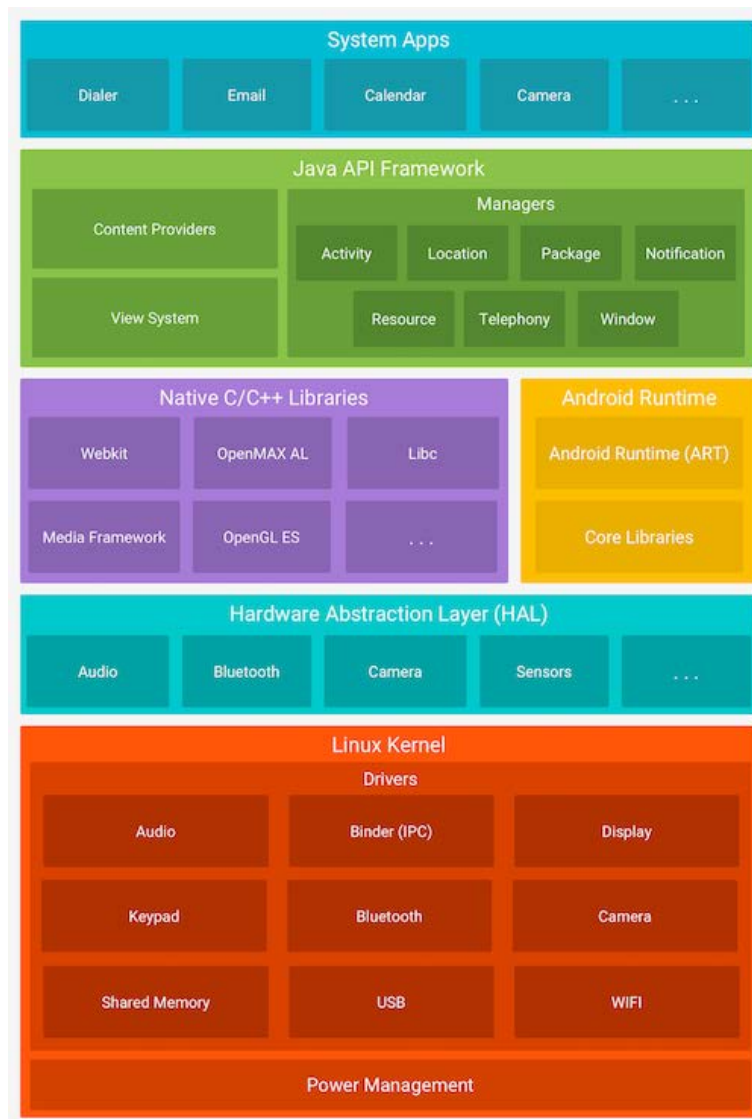 System Apps
Dialer
Email
Calendar
Camera
. . .
Java API Framework
Content Providers
View System
Managers
Activity
Location
Package
Notification
Resource
Telephony
Window
Native C/C++ Libraries
Webkit
OpenMAX AL
Libc
Media Framework
OpenGL ES
. . .
Android Runtime
Android Runtime (ART)
Core Libraries
Hardware Abstraction Layer (HAL)
Audio
Bluetooth
Camera
Sensors
. . .
Linux Kernel
Drivers
Audio
Binder (IPC)
Display
Keypad
Bluetooth
Camera
Shared Memory
USB
WIFI
Power Management